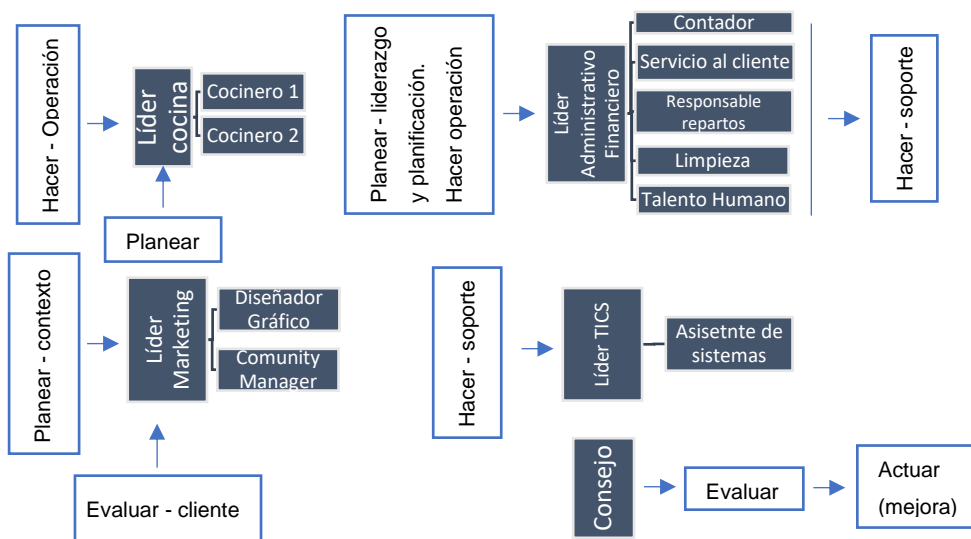 Hacer - Operación
Líder
cocina
Cocinero 1
Cocinero 2
Planear
Planear - liderazgo
y planificación.
Hacer operación
Líder
Administrativo
Financiero
Contador
Servicio al cliente
Responsable
repartos
Limpieza
Talento Humano
Hacer - soporte
Planear - contexto
Líder
Marketing
Diseñador
Gráfico
Comunity
Manager
Evaluar - cliente
Hacer - soporte
Líder TICS
Asisetnte de
sistemas
Consejo
Evaluar
Actuar
(mejora)